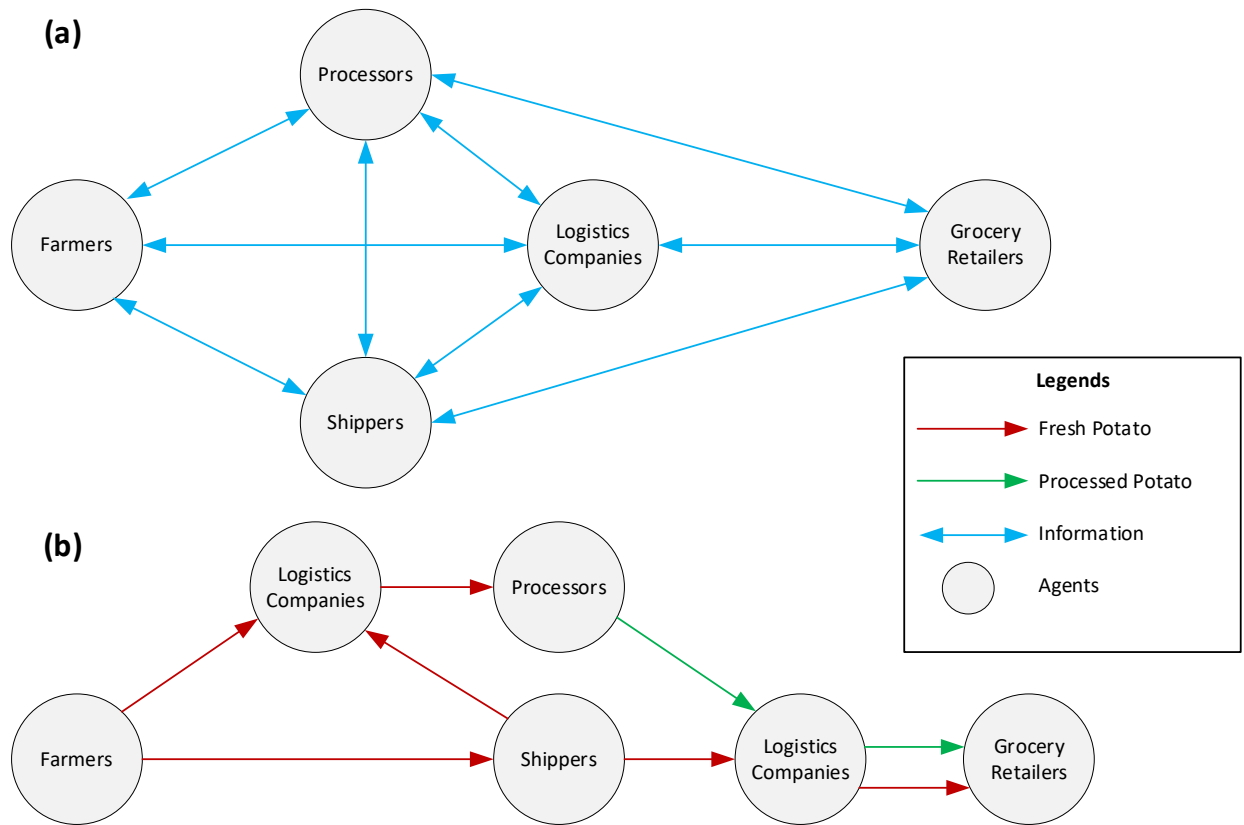 (a)
Processors
Farmers
Logistics
Companies
Grocery
Retailers
Shippers
Legends
Fresh Potato
Processed Potato
Information
Agents
(b)
Logistics
Companies
Processors
Farmers
Shippers
Logistics
Companies
Grocery
Retailers